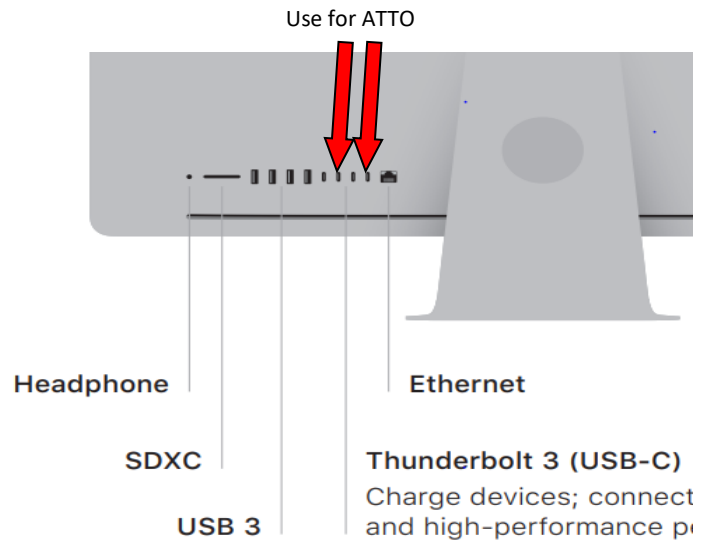 Use for ATTO
Headphone
Ethernet
SDXC
Thunderbolt 3 (USB-C)
Charge devices; connect
USB 3
and high-performance